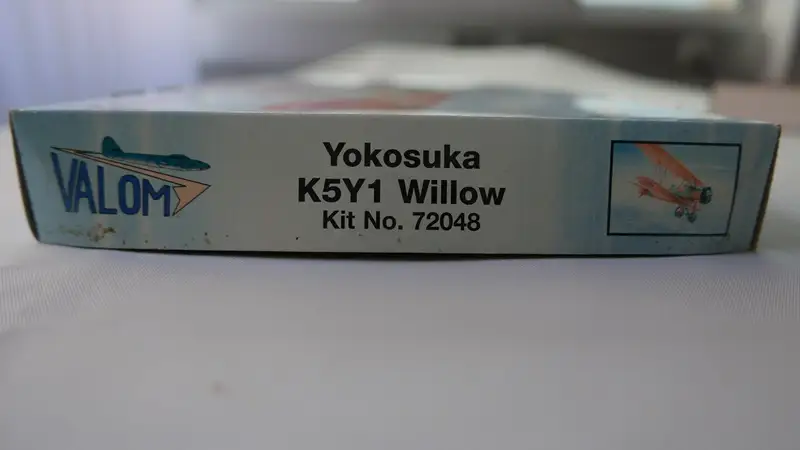 VALOM
Yokosuka
K5Y1 Willow
Kit No. 72048